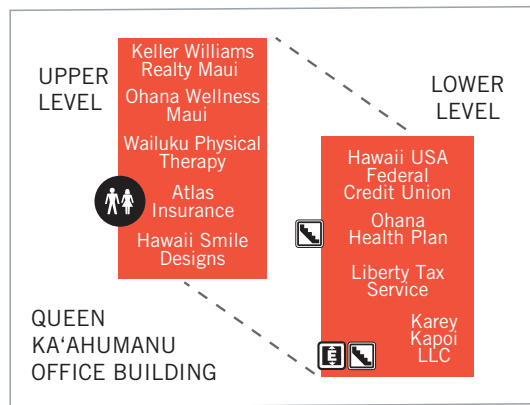 UPPER
LEVEL
Keller Williams
Realty Maui
Ohana Wellness
Maui
Wailuku Physical
Therapy
Atlas
Insurance
Hawaii Smile
Designs
LOWER
LEVEL
Hawaii USA
Federal
Credit Union
Ohana
Health Plan
Liberty Tax
Service
Karey
Kapoi
LLC
E
QUEEN
KA‘AHUMANU
OFFICE BUILDING